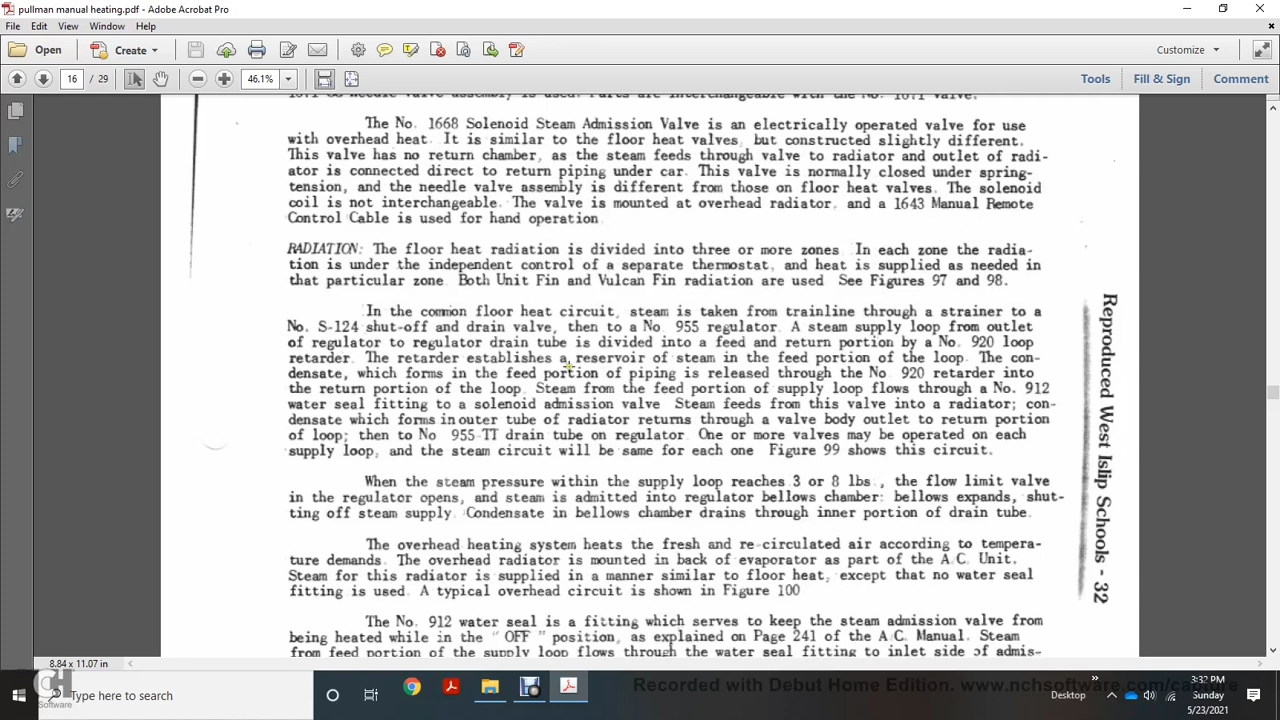 pullman manual heating.pdf - Adobe Acrobat Pro
File Edit View Window Help
Open Create Customize
16 / 29 46.1% Tools Fill & Sign Comment
The No. 1668 Solenoid Steam Admission Valve is an electrically operated valve for use
with overhead heat. It is similar to the floor heat valves, but constructed slightly different.
This valve has no return chamber, as the steam feeds through valve to radiator and outlet of radi-
ator is connected direct to return piping under car. This valve is normally closed under spring-
tension, and the needle valve assembly is different from those on floor heat valves. The solenoid
coil is not interchangeable. The valve is mounted at overhead radiator, and a 1643 Manual Remote
Control Cable is used for hand operation
RADIATION: The floor heat radiation is divided into three or more zones In each zone the radia-
tion is under the independent control of a separate thermostat, and heat is supplied as needed in
that particular zone. Both Unit Fin and Vulcan Fin radiation are used See Figures 97 and 98.
In the common floor heat circuit, steam is taken from trainline through a strainer to a
No. S-124 shut-off and drain valve, then to a No. 955 regulator. A steam supply loop from outlet
of regulator to regulator drain tube is divided into a feed and return portion by a No. 920 loop
retarder. The retarder establishes a reservoir of steam in the feed portion of the loop. The con-
densate, which forms in the feed portion of piping is released through the No. 920 retarder into
the return portion of the loop. Steam from the feed portion of supply loop flows through a No. 912
water seal fitting to a solenoid admission valve Steam feeds from this valve into a radiator; con-
densate which forms in outer tube of radiator returns through a valve body outlet to return portion
of loop; then to No 955-TT drain tube on regulator. One or more valves may be operated on each
supply loop, and the steam circuit will be same for each one Figure 99 shows this circuit.
When the steam pressure within the supply loop reaches 3 or 8 lbs., the flow limit valve
in the regulator opens, and steam is admitted into regulator bellows chamber: bellows expands, shut-
ting off steam supply. Condensate in bellows chamber drains through inner portion of drain tube.
The overhead heating system heats the fresh and re-circulated air according to tempera-
ture demands. The overhead radiator is mounted in back of evaporator as part of the A.C. Unit.
Steam for this radiator is supplied in a manner similar to floor heat, except that no water seal
fitting is used. A typical overhead circuit is shown in Figure 100
The No. 912 water seal is a fitting which serves to keep the steam admission valve from
being heated while in the "OFF" position, as explained on Page 241 of the A.C. Manual. Steam
from feed portion of the supply loop flows through the water seal fitting to inlet side of admis-
Reproduced West Islip Schools - 32
8.84 x 11.07 in
Software
Type here to search
Recorded with Debut Home Edition. www.nchsoftware.com/capture
Desktop
3:32 PM
Sunday
5/23/2021